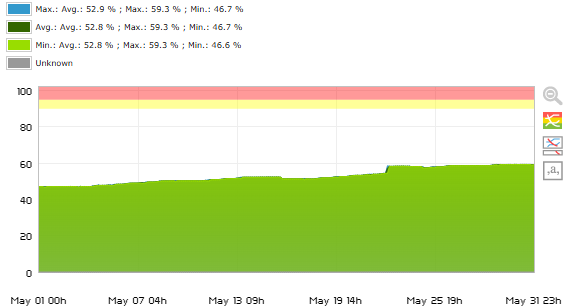 Max.: Avg.: 52.9 % ; Max.: 59.3 % ; Min.: 46.7 %
Avg.: Avg.: 52.8 % ; Max.: 59.3 % ; Min.: 46.7 %
Min.: Avg.: 52.8 % ; Max.: 59.3 % ; Min.: 46.6 %
Unknown
100
80
60
40
20
0
May 01 00h May 07 04h May 13 09h May 19 14h May 25 19h May 31 23h
,a,